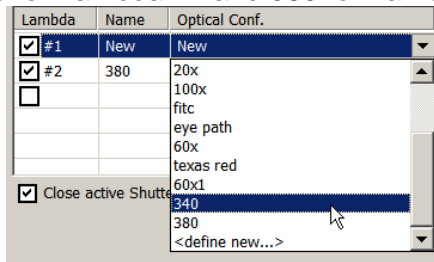 Lambda Name Optical Conf.
#1 New New
#2 380 20x
100x
fitc
eye path
60x
texas red
60x1
Close active Shutte 340
380
<define new...>